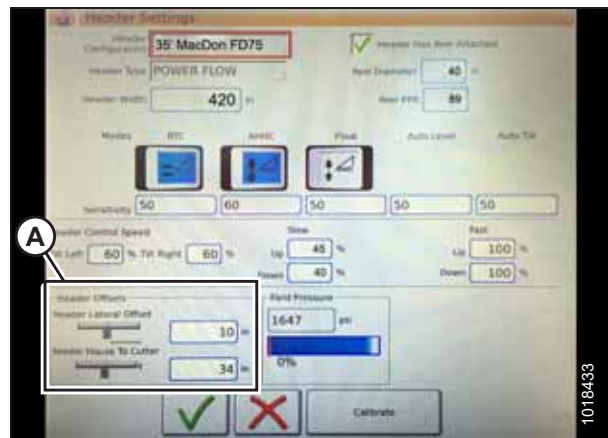 Header Settings
Header Configuration 35' MacDon FD75 Header Has Reel Attached
Header Type POWER FLOW Reel Diameter 40 in
Header Width 420 in Reel PPR 89
Modes RTC AHHC Float Auto Level Auto Tilt
Sensitivity 50 60 50 50 50
Header Control Speed Slow Fast
Tilt Left 60 % Tilt Right 60 % Up 45 % Up 100 %
Down 40 % Down 100 %
A
Header Offsets Field Pressure
Header Lateral Offset 10 in 1647 psi
Feeder House To Cutter 34 in 0%
Calibrate
1018433